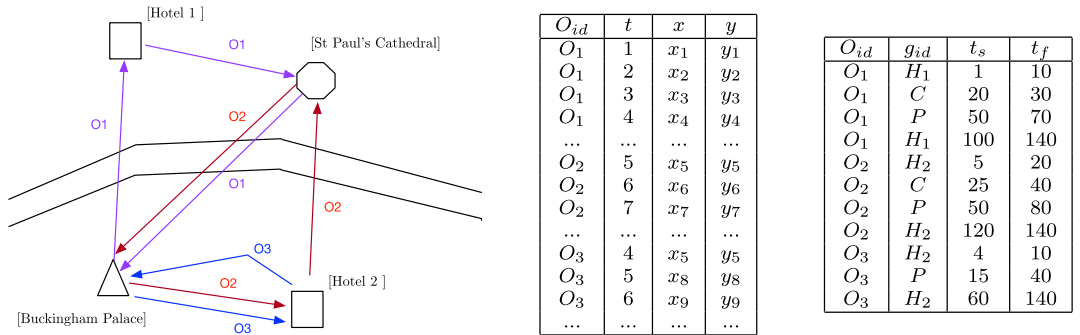 [Hotel 1 ]
O1
[St Paul's Cathedral]
O1
O2
O1
O2
O3
O2
[Hotel 2 ]
O3
[Buckingham Palace]
O_id t x y
O_1 1 x_1 y_1
O_1 2 x_2 y_2
O_1 3 x_3 y_3
O_1 4 x_4 y_4
... ... ... ...
O_2 5 x_5 y_5
O_2 6 x_6 y_6
O_2 7 x_7 y_7
... ... ... ...
O_3 4 x_5 y_5
O_3 5 x_8 y_8
O_3 6 x_9 y_9
... ... ... ...
O_id g_id t_s t_f
O_1 H_1 1 10
O_1 C 20 30
O_1 P 50 70
O_1 H_1 100 140
O_2 H_2 5 20
O_2 C 25 40
O_2 P 50 80
O_2 H_2 120 140
O_3 H_2 4 10
O_3 P 15 40
O_3 H_2 60 140